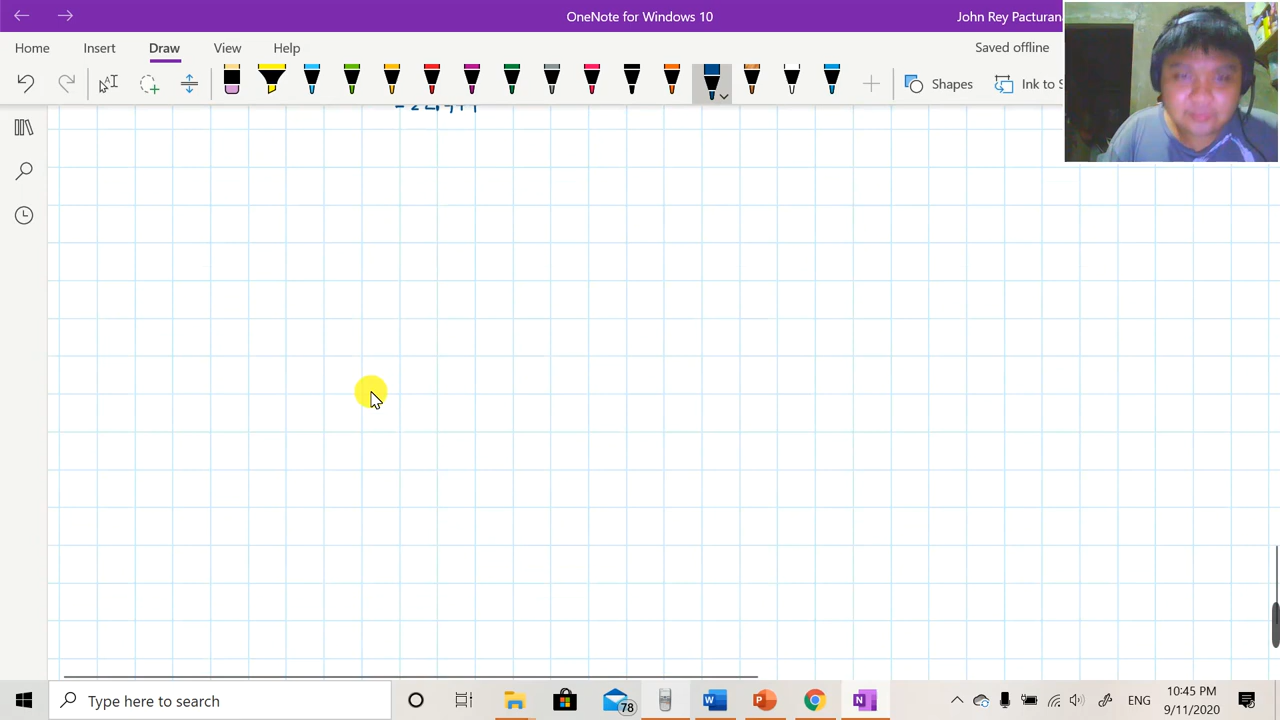 OneNote for Windows 10
John Rey Pacturan
Home Insert Draw View Help
Saved offline
Shapes
Ink to S
78
Type here to search
ENG
10:45 PM
9/11/2020